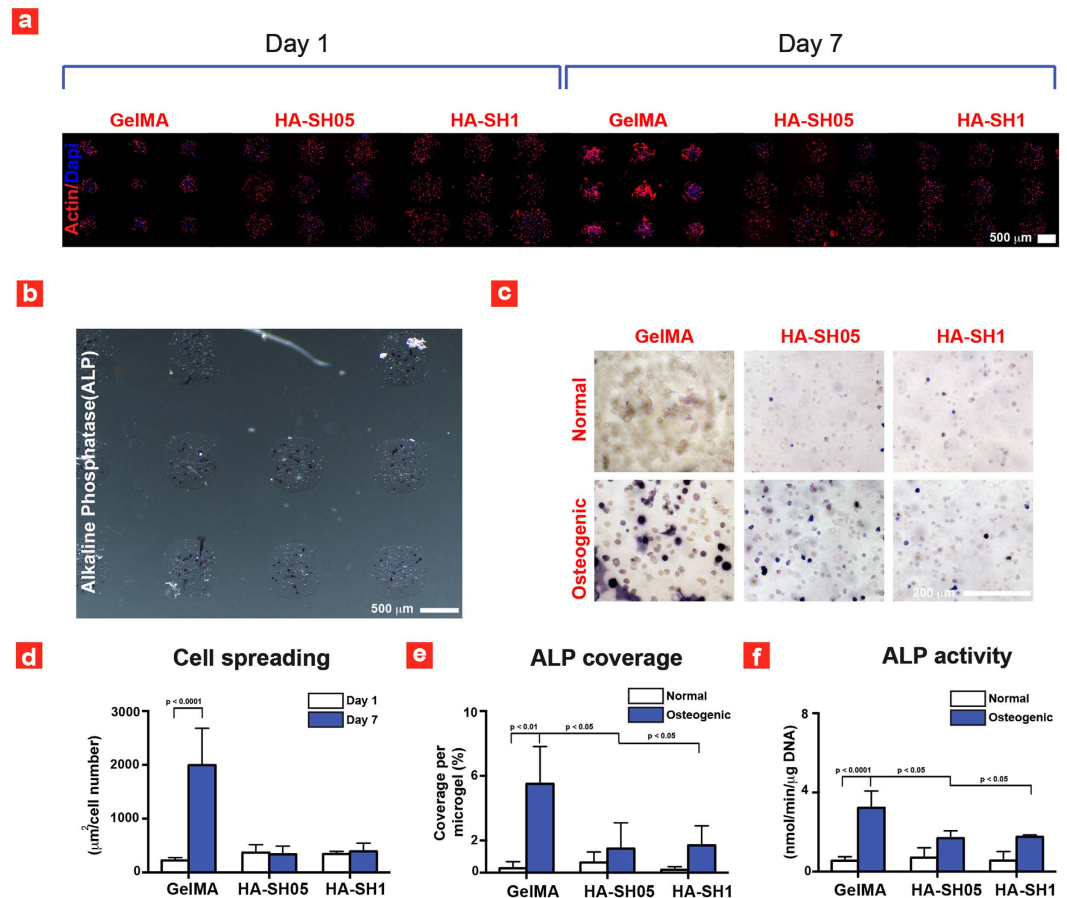 a
Day 1
Day 7
GelMA
HA-SH05
HA-SH1
GelMA
HA-SH05
HA-SH1
Actin/Dapi
500 μm
b
Alkaline Phosphatase(ALP)
500 μm
c
GelMA
HA-SH05
HA-SH1
Normal
Osteogenic
200 μm
d
Cell spreading
Day 1
Day 7
p < 0.0001
(μm²/cell number)
3000
2000
1000
0
GelMA
HA-SH05
HA-SH1
e
ALP coverage
Normal
Osteogenic
p < 0.01
p < 0.05
p < 0.05
Coverage per
microgel (%)
10
6
2
0
GelMA
HA-SH05
HA-SH1
f
ALP activity
Normal
Osteogenic
p < 0.0001
p < 0.05
p < 0.05
(nmol/min/μg DNA)
8
4
0
GelMA
HA-SH05
HA-SH1